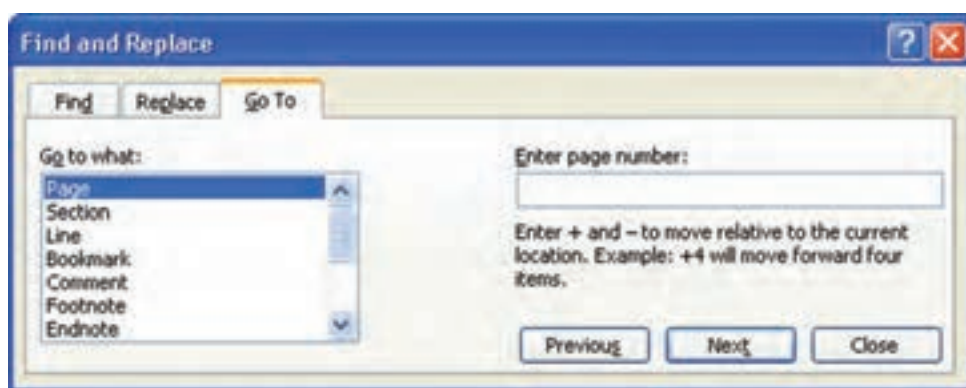 Find and Replace
Find
Replace
Go To
Go to what:
Page
Section
Line
Bookmark
Comment
Footnote
Endnote
Enter page number:
Enter + and – to move relative to the current
location. Example: +4 will move forward four
items.
Previous
Next
Close